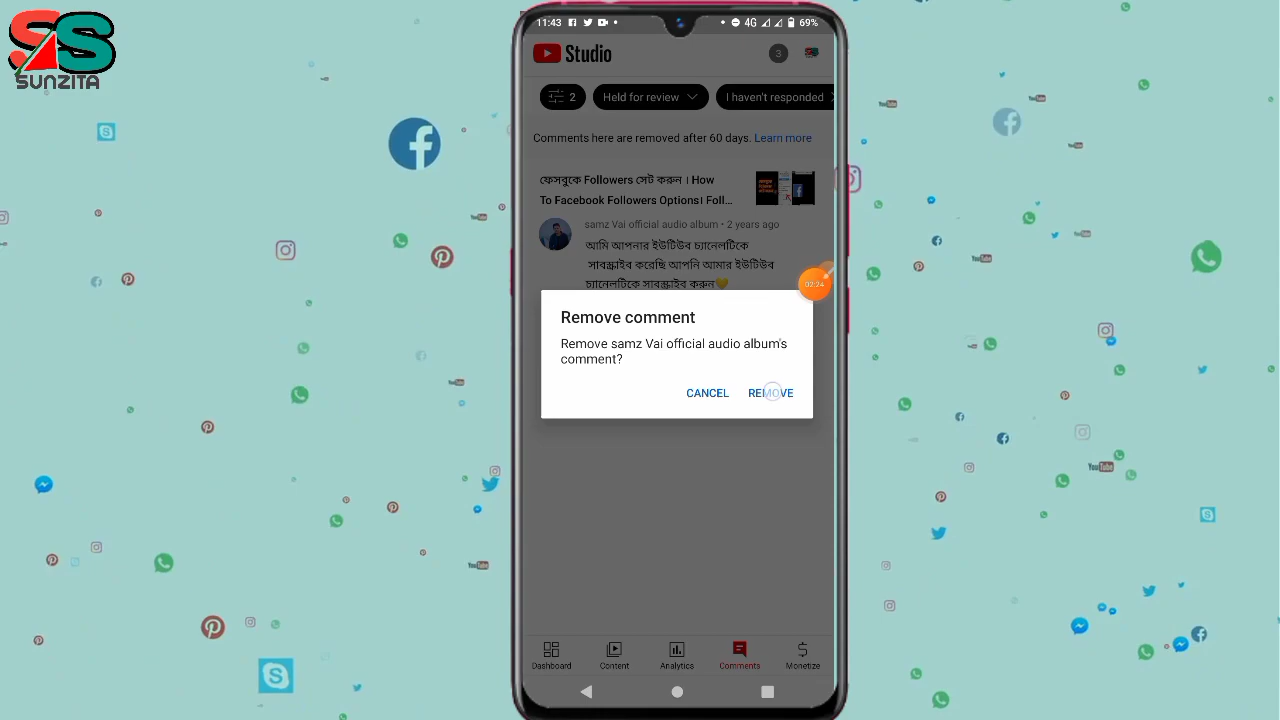 SS
SUNZITA
11:43
4G
69%
Studio
3
2
Held for review
I haven't responded
Comments here are removed after 60 days. Learn more
ফেসবুকে Followers সেট করুন । How
To Facebook Followers Options। Foll...
samz Vai official audio album • 2 years ago
আমি আপনার ইউটিউব চ্যানেলটিকে
সাবস্ক্রাইব করেছি আপনি আমার ইউটিউব
চ্যানেলটিকে সাবস্ক্রাইব করুন💛
02:24
Remove comment
Remove samz Vai official audio album's
comment?
CANCEL
REMOVE
Dashboard
Content
Analytics
Comments
Monetize